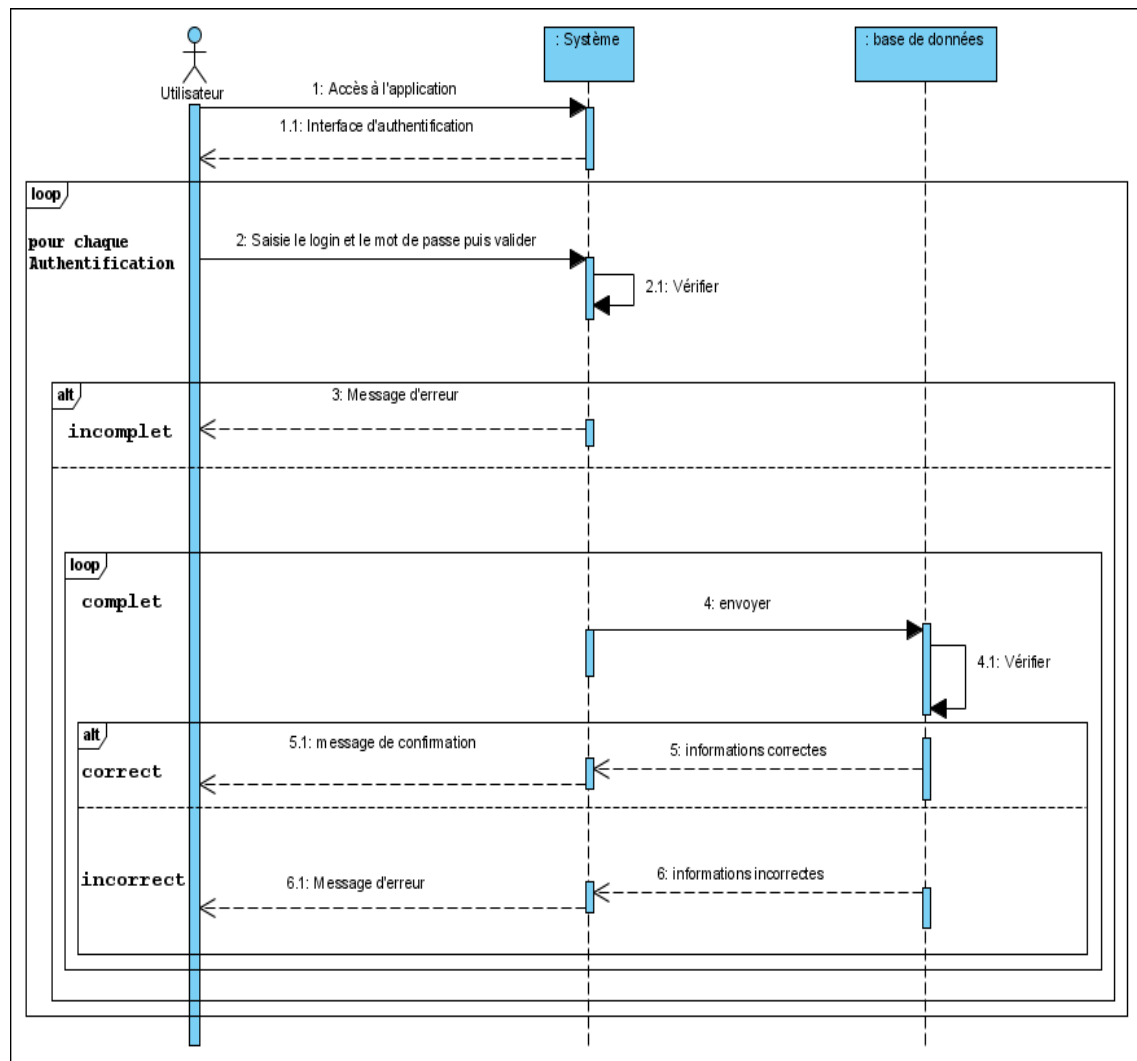 : Système
: base de données
Utilisateur
1: Accès à l'application
1.1: Interface d'authentification
loop
pour chaque
Authentification
2: Saisie le login et le mot de passe puis valider
2.1: Vérifier
alt
3: Message d'erreur
incomplet
loop
complet
4: envoyer
4.1: Vérifier
alt
5.1: message de confirmation
5: informations correctes
correct
incorrect
6: informations incorrectes
6.1: Message d'erreur